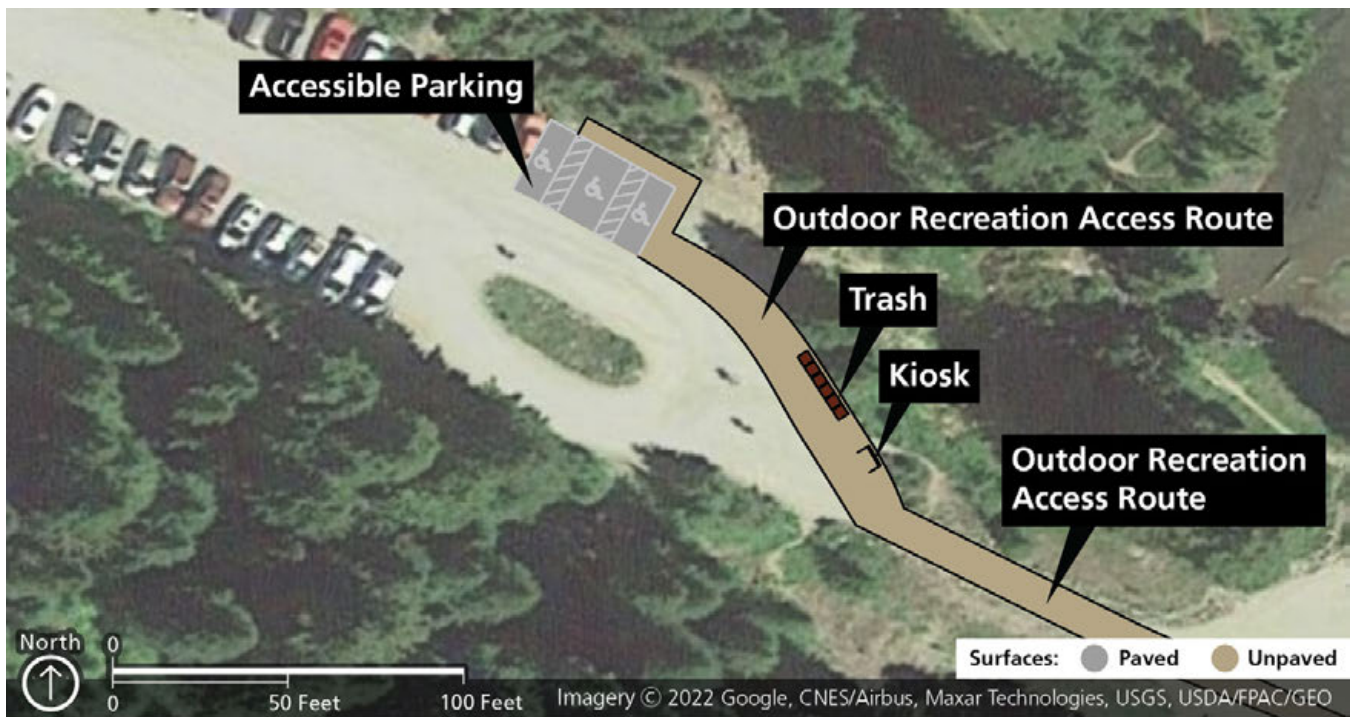 Accessible Parking
Outdoor Recreation Access Route
Trash
Kiosk
Outdoor Recreation
Access Route
North
0
0
50 Feet
100 Feet
Surfaces: Paved Unpaved
Imagery © 2022 Google, CNES/Airbus, Maxar Technologies, USGS, USDA/FPAC/GEO